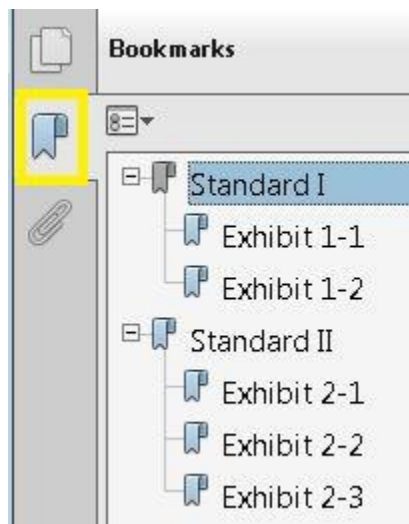 Bookmarks
Standard I
Exhibit 1-1
Exhibit 1-2
Standard II
Exhibit 2-1
Exhibit 2-2
Exhibit 2-3